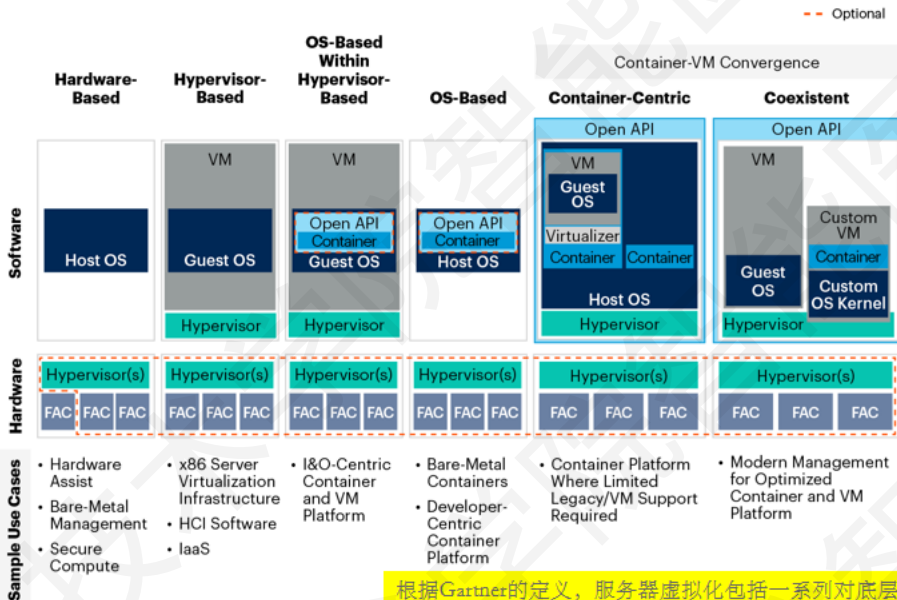 Optional
Container-VM Convergence
Hardware-
Based
Hypervisor-
Based
OS-Based
Within
Hypervisor-
Based
OS-Based
Container-Centric
Coexistent
Software
Host OS
VM
Guest OS
Hypervisor
VM
Open API
Container
Guest OS
Hypervisor
Open API
Container
Host OS
Open API
VM
Guest
OS
Virtualizer
Container
Container
Host OS
Hypervisor
Open API
VM
Guest
OS
Custom
VM
Container
Custom
OS Kernel
Hypervisor
Hardware
Hypervisor(s)
FAC FAC FAC
Hypervisor(s)
FAC FAC FAC
Hypervisor(s)
FAC FAC FAC
Hypervisor(s)
FAC FAC FAC
Hypervisor(s)
FAC FAC FAC
Hypervisor(s)
FAC FAC FAC
Sample Use Cases
• Hardware
Assist
• Bare-Metal
Management
• Secure
Compute
• x86 Server
Virtualization
Infrastructure
• HCI Software
• IaaS
• I&O-Centric
Container
and VM
Platform
• Bare-Metal
Containers
• Developer-
Centric
Container
Platform
• Container Platform
Where Limited
Legacy/VM Support
Required
• Modern Management
for Optimized
Container and VM
Platform
根据Gartner的定义，服务器虚拟化包括一系列对底层